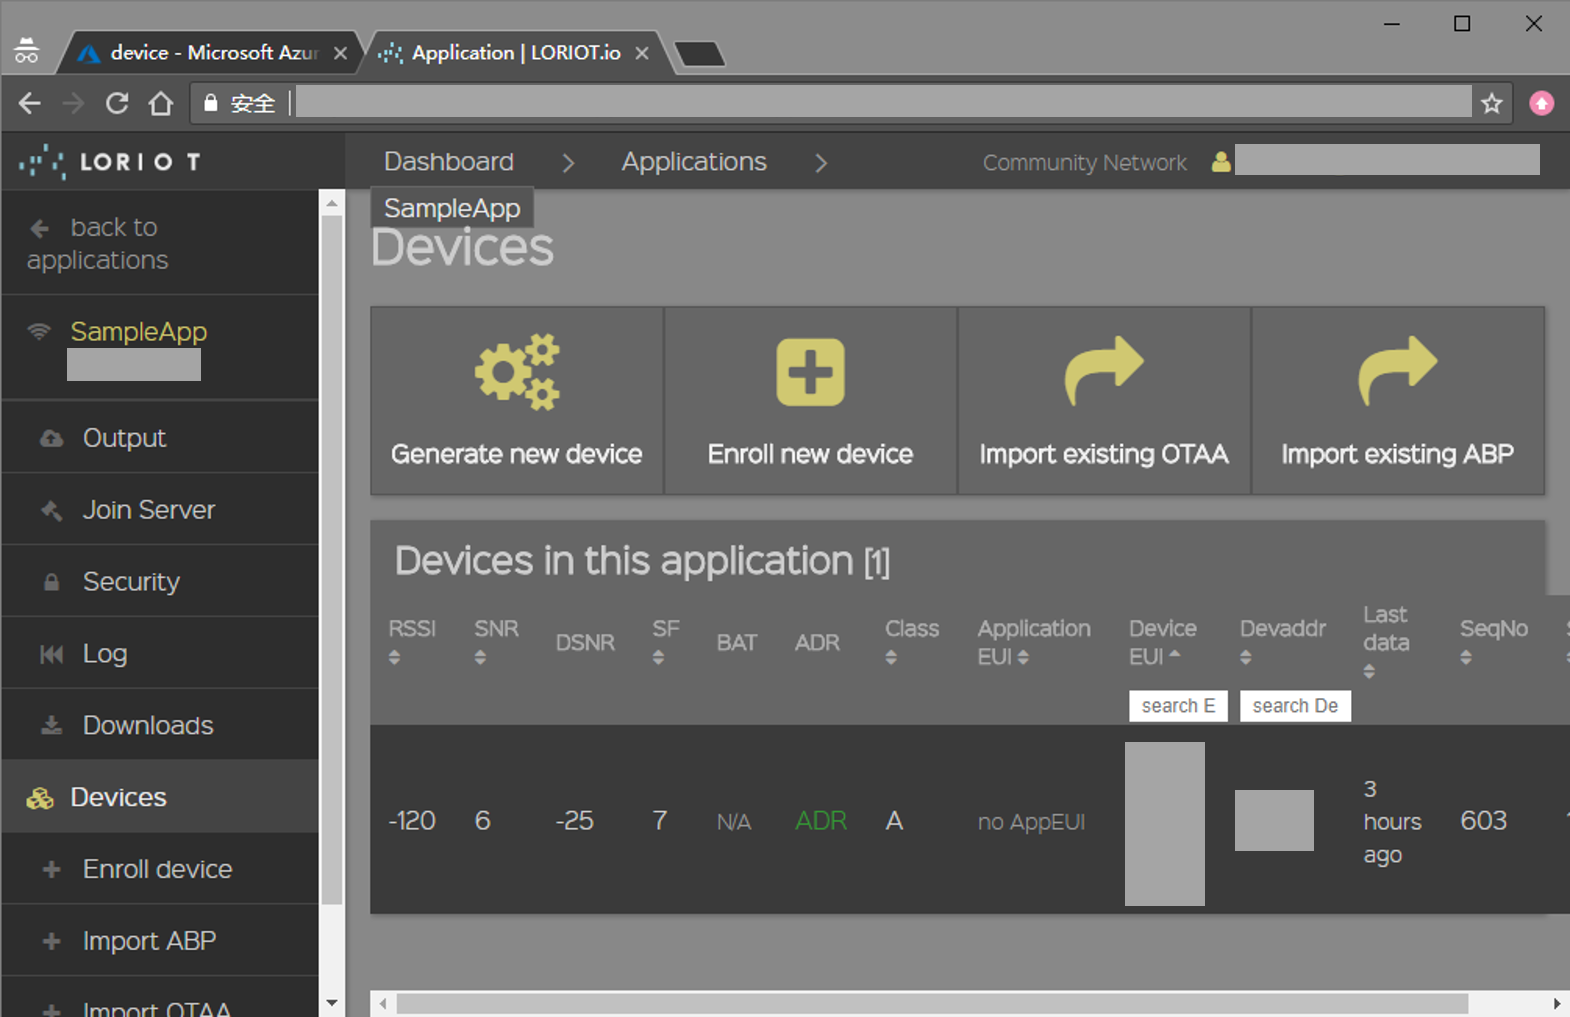 device - Microsoft Azur
Application | LORIOT.io
安全
LORIOT
Dashboard
Applications
Community Network
SampleApp
back to
applications
SampleApp
Output
Join Server
Security
Log
Downloads
Devices
Enroll device
Import ABP
Import OTAA
Devices
Generate new device
Enroll new device
Import existing OTAA
Import existing ABP
Devices in this application [1]
RSSI SNR DSNR SF BAT ADR Class Application EUI Device EUI Devaddr Last data SeqNo
search E search De
-120 6 -25 7 N/A ADR A no AppEUI 3 hours ago 603